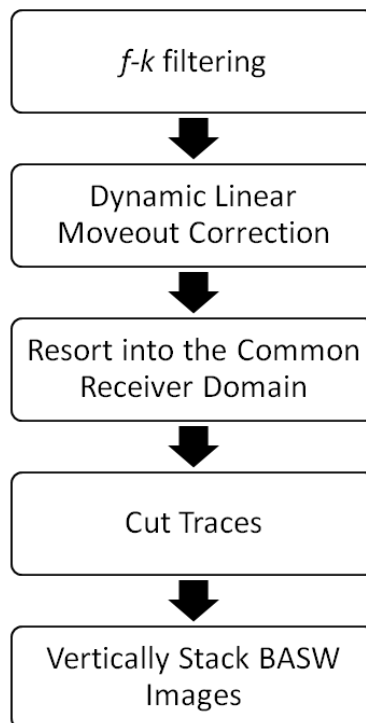 f-k filtering
Dynamic Linear
Moveout Correction
Resort into the Common
Receiver Domain
Cut Traces
Vertically Stack BASW
Images